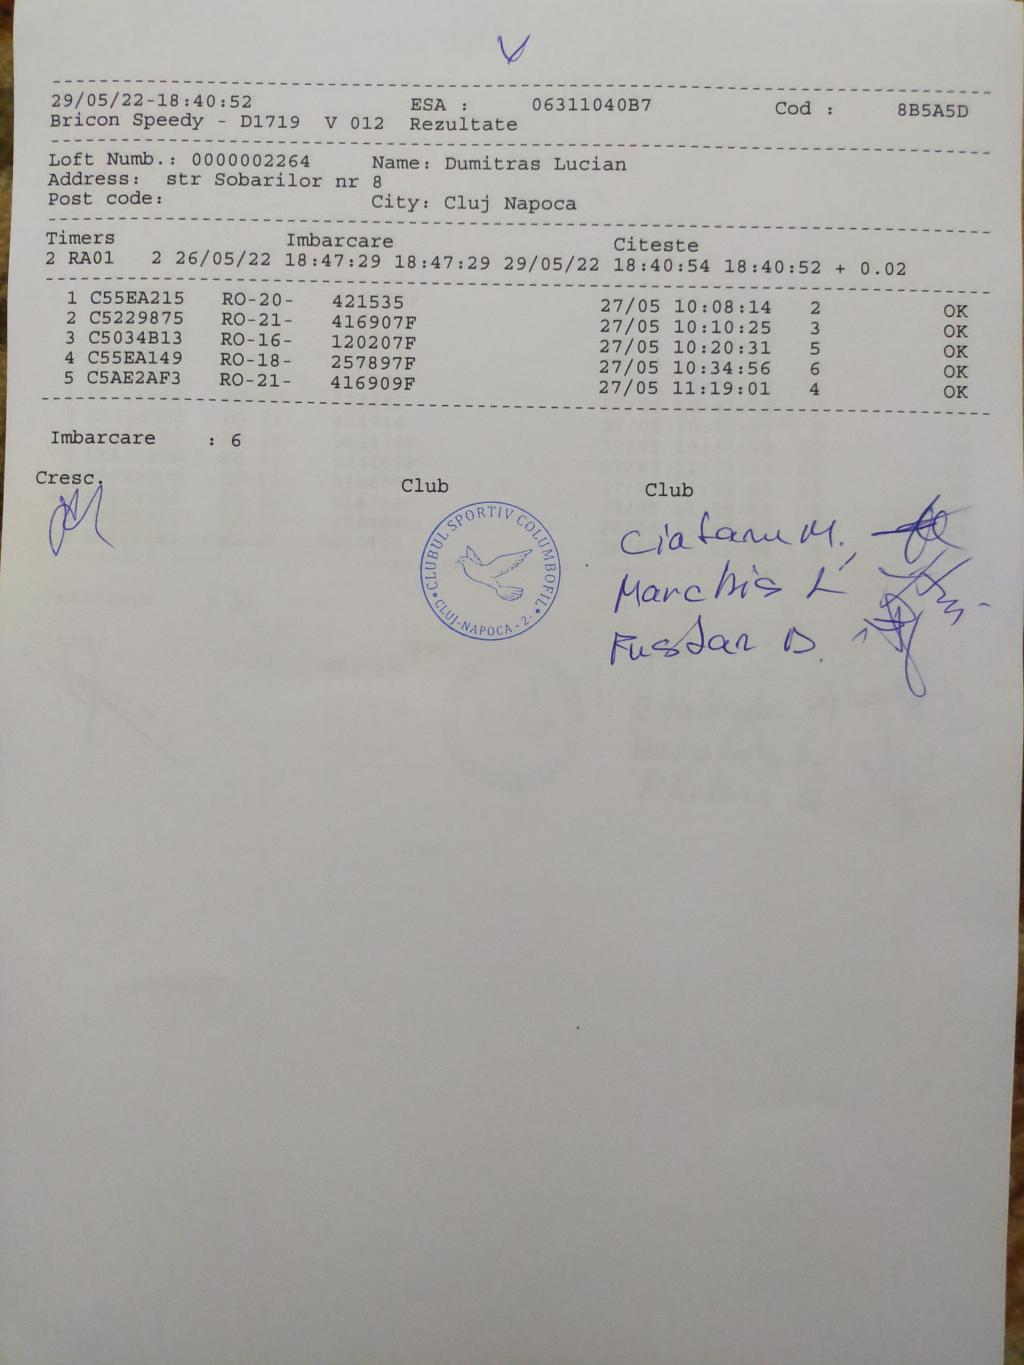 29/05/22-18:40:52 ESA : 06311040B7 Cod : 8B5A5D
Bricon Speedy - D1719 V 012 Rezultate
Loft Numb.: 0000002264 Name: Dumitras Lucian
Address: str Sobarilor nr 8
Post code: City: Cluj Napoca
Timers Imbarcare Citeste
2 RA01 2 26/05/22 18:47:29 18:47:29 29/05/22 18:40:54 18:40:52 + 0.02
1 C55EA215 RO-20- 421535 27/05 10:08:14 2 OK
2 C5229875 RO-21- 416907F 27/05 10:10:25 3 OK
3 C5034B13 RO-16- 120207F 27/05 10:20:31 5 OK
4 C55EA149 RO-18- 257897F 27/05 10:34:56 6 OK
5 C5AE2AF3 RO-21- 416909F 27/05 11:19:01 4 OK
Imbarcare : 6
Cresc. Club Club
CLUBUL SPORTIV COLUMBOFIL
CLUJ-NAPOCA - 2
M.
Marchis L
Fustar D.